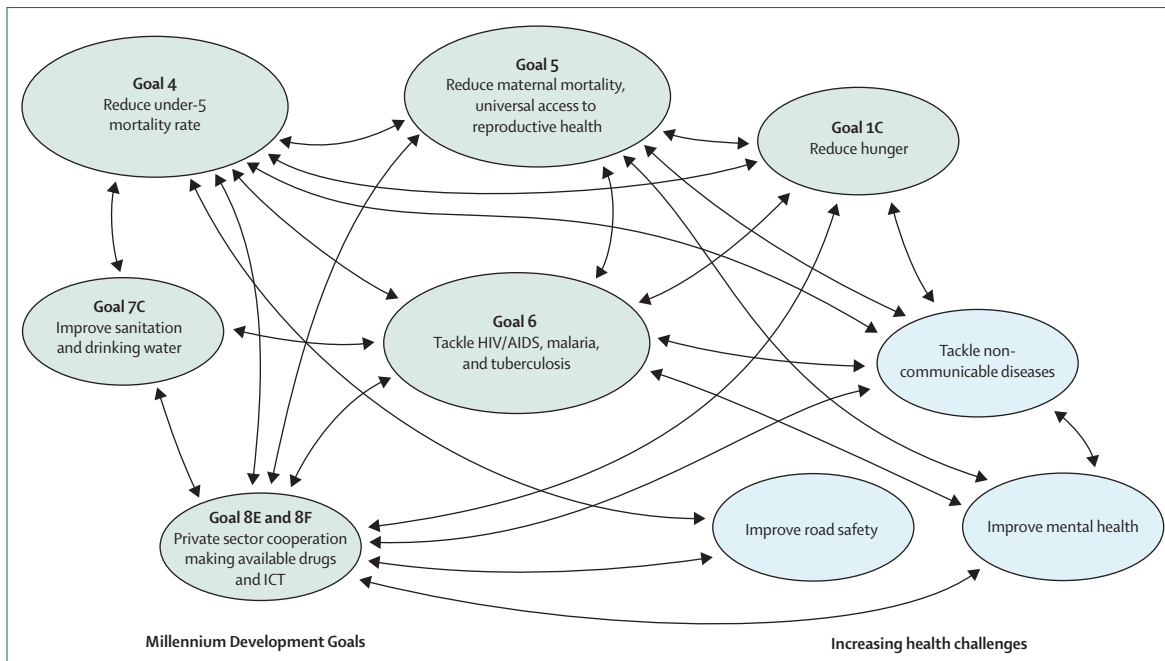 Goal 4
Reduce under-5
mortality rate
Goal 5
Reduce maternal mortality,
universal access to
reproductive health
Goal 1C
Reduce hunger
Goal 7C
Improve sanitation
and drinking water
Goal 6
Tackle HIV/AIDS, malaria,
and tuberculosis
Tackle non-
communicable diseases
Goal 8E and 8F
Private sector cooperation
making available drugs
and ICT
Improve road safety
Improve mental health
Millennium Development Goals
Increasing health challenges